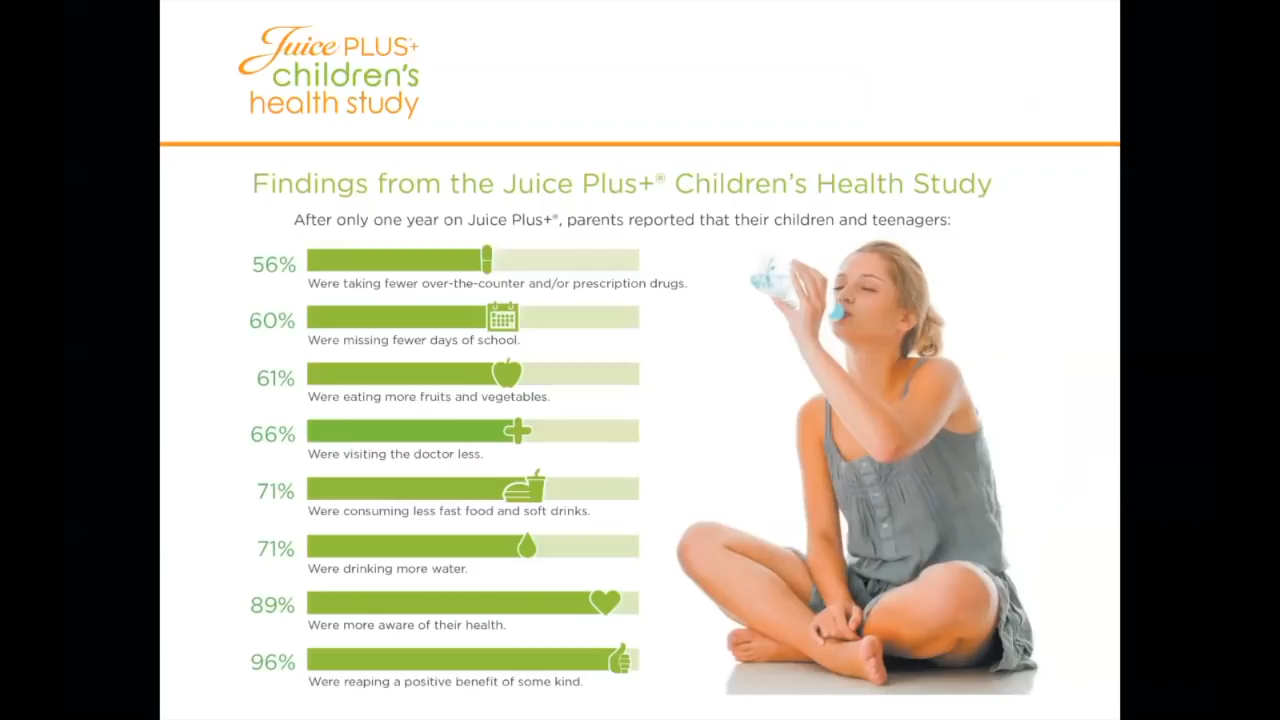 Juice PLUS+
children's
health study
Findings from the Juice Plus+® Children's Health Study
After only one year on Juice Plus+®, parents reported that their children and teenagers:
56%
Were taking fewer over-the-counter and/or prescription drugs.
60%
Were missing fewer days of school.
61%
Were eating more fruits and vegetables.
66%
Were visiting the doctor less.
71%
Were consuming less fast food and soft drinks.
71%
Were drinking more water.
89%
Were more aware of their health.
96%
Were reaping a positive benefit of some kind.